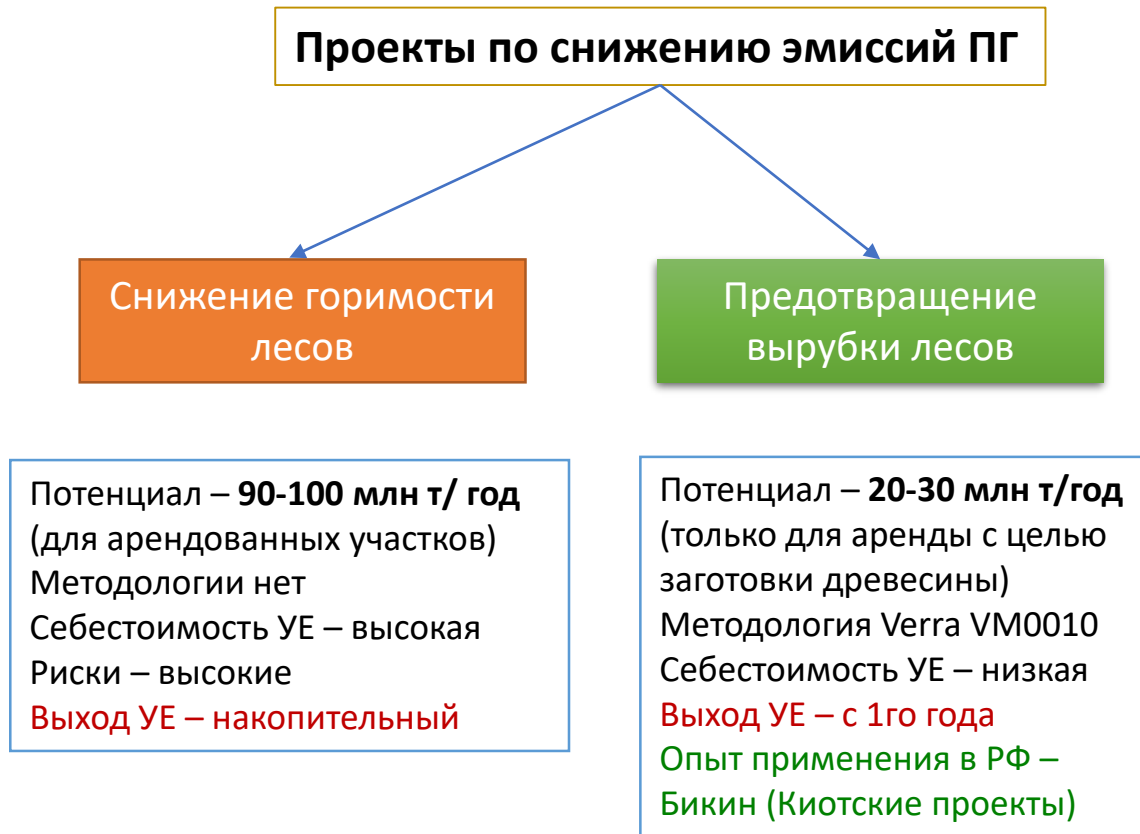 Проекты по снижению эмиссий ПГ
Снижение горимости
лесов
Предотвращение
вырубки лесов
Потенциал – 90-100 млн т/ год
(для арендованных участков)
Методологии нет
Себестоимость УЕ – высокая
Риски – высокие
Выход УЕ – накопительный
Потенциал – 20-30 млн т/год
(только для аренды с целью
заготовки древесины)
Методология Verra VM0010
Себестоимость УЕ – низкая
Выход УЕ – с 1го года
Опыт применения в РФ –
Бикин (Киотские проекты)